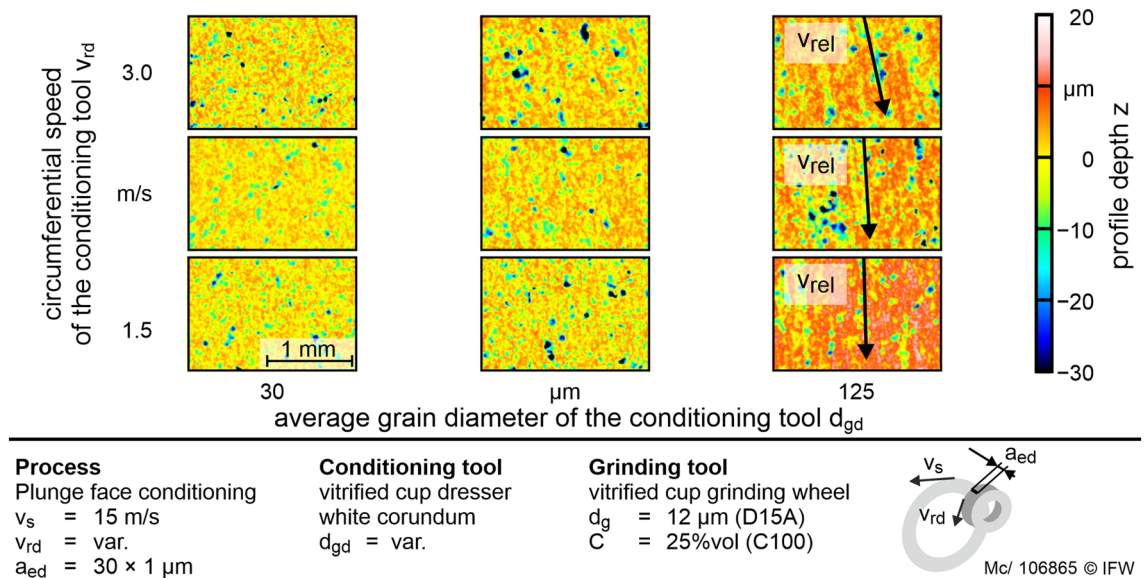 circumferential speed
of the conditioning tool v_rd
3.0
m/s
1.5
v_rel
v_rel
v_rel
1 mm
30
µm
125
average grain diameter of the conditioning tool d_gd
20
µm
0
−10
−20
−30
profile depth z
Process
Plunge face conditioning
v_s = 15 m/s
v_rd = var.
a_ed = 30 × 1 µm
Conditioning tool
vitrified cup dresser
white corundum
d_gd = var.
Grinding tool
vitrified cup grinding wheel
d_g = 12 µm (D15A)
C = 25%vol (C100)
v_s
a_ed
v_rd
Mc/ 106865 © IFW